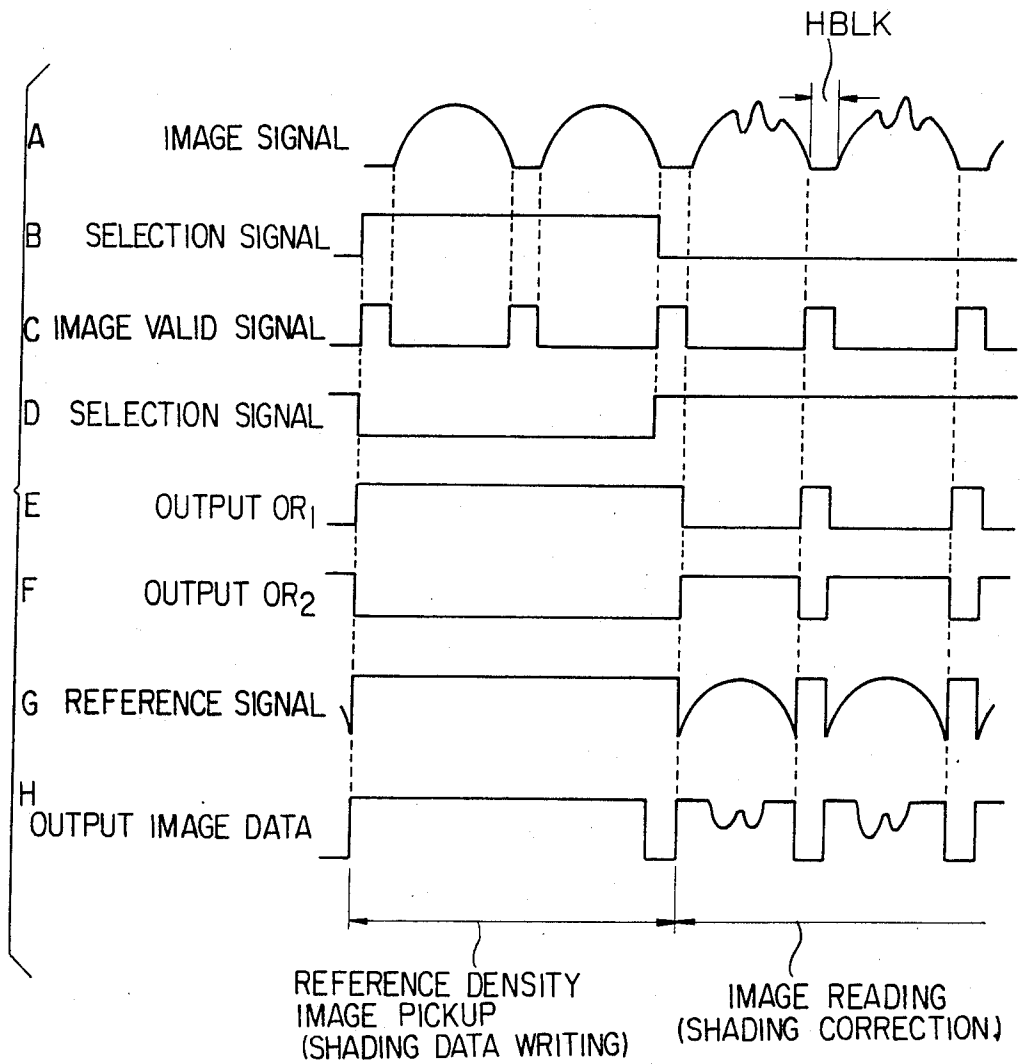 HBLK
A IMAGE SIGNAL
B SELECTION SIGNAL
C IMAGE VALID SIGNAL
D SELECTION SIGNAL
E OUTPUT OR1
F OUTPUT OR2
G REFERENCE SIGNAL
H
OUTPUT IMAGE DATA
REFERENCE DENSITY
IMAGE PICKUP
(SHADING DATA WRITING)
IMAGE READING
(SHADING CORRECTION)